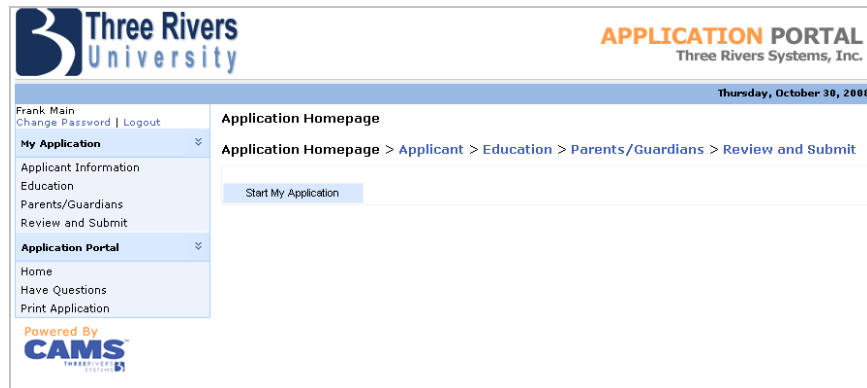 Three Rivers
University
APPLICATION PORTAL
Three Rivers Systems, Inc.
Thursday, October 30, 2008
Frank Main
Change Password | Logout
My Application
Applicant Information
Education
Parents/Guardians
Review and Submit
Application Portal
Home
Have Questions
Print Application
Powered By
CAMS
THREE RIVERS
SYSTEMS
Application Homepage
Application Homepage > Applicant > Education > Parents/Guardians > Review and Submit
Start My Application